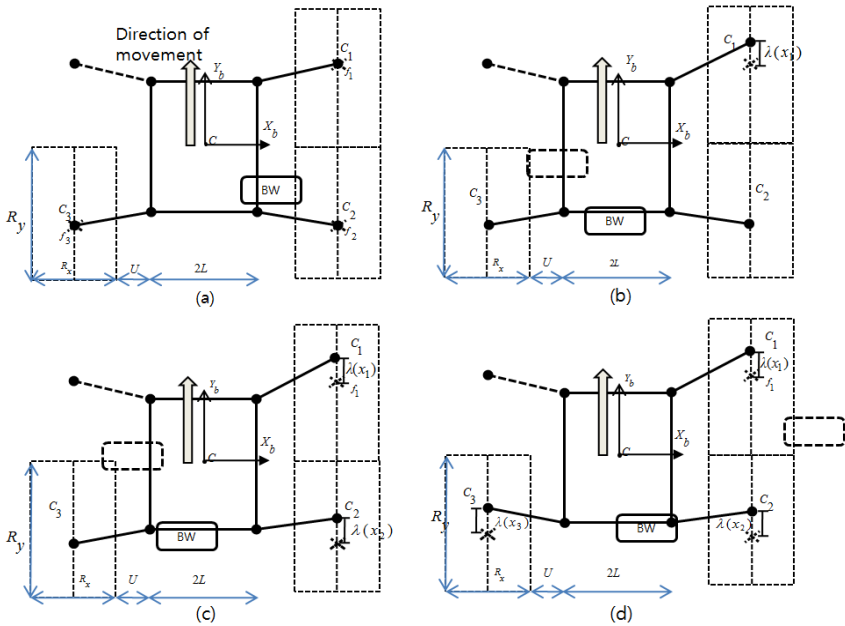 Direction of
movement
Y_b
C_1
f_1
X_b
C
BW
C_3
f_3
C_2
f_2
R_y
R_x
U
2L
(a)
C_1
λ(x_1)
Y_b
X_b
C
C_3
C_2
BW
R_y
R_x
U
2L
(b)
C_1
λ(x_1)
f_1
Y_b
X_b
C
C_3
C_2
λ(x_2)
BW
R_y
R_x
U
2L
(c)
C_1
λ(x_1)
f_1
Y_b
X_b
C
C_3
λ(x_3)
C_2
λ(x_2)
BW
R_y
R_x
U
2L
(d)